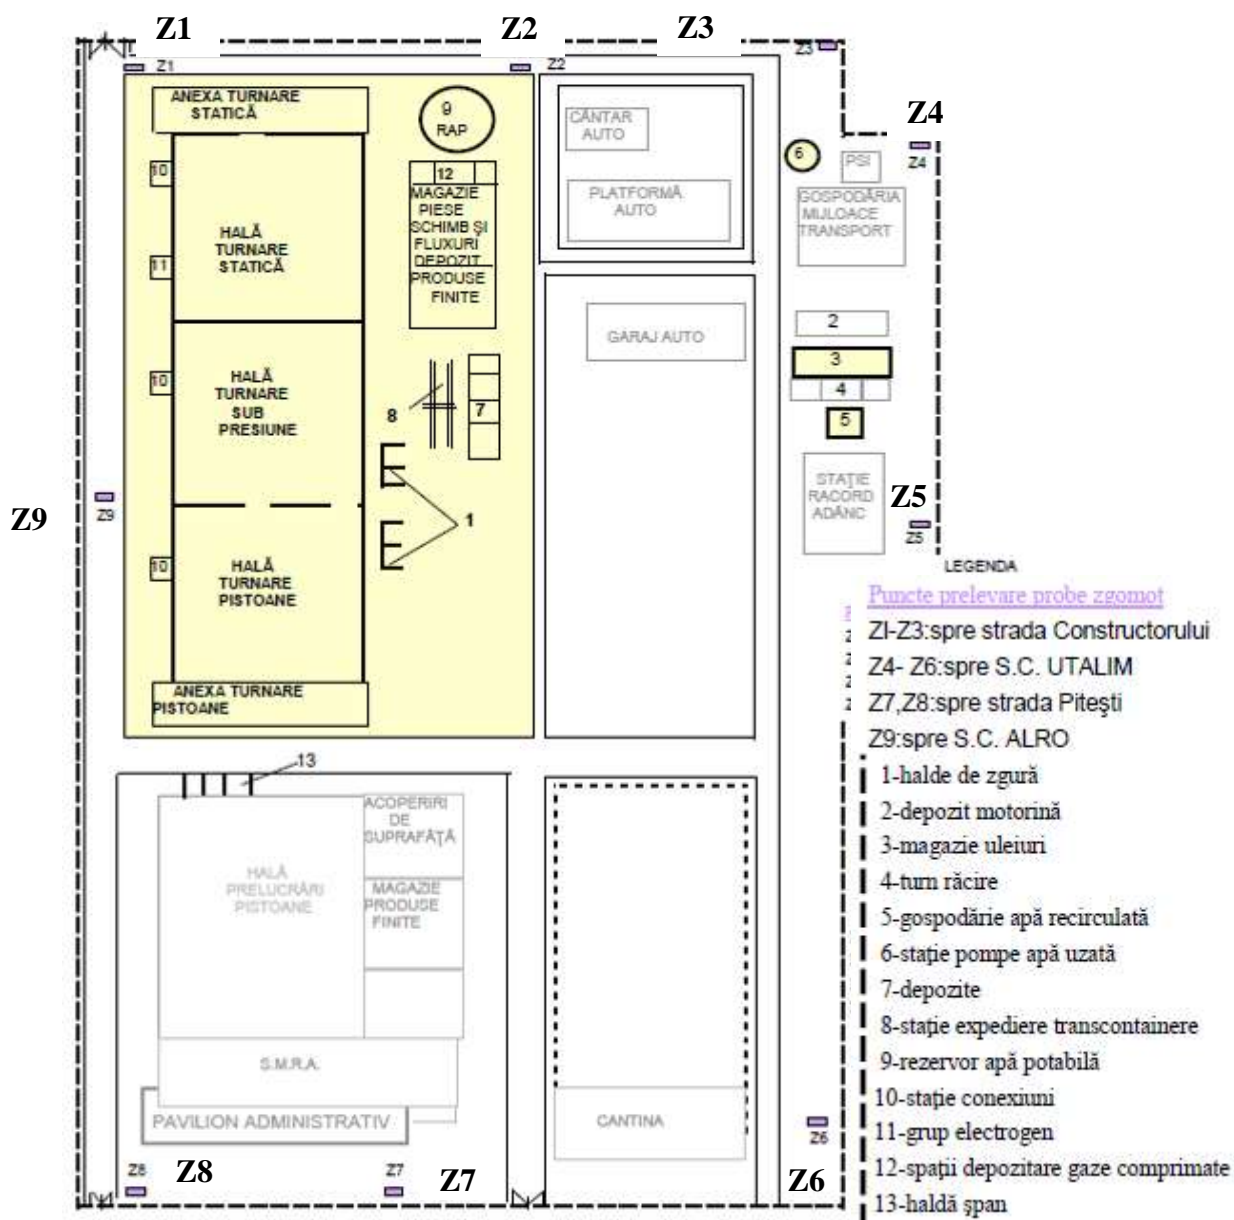 Z1
Z2
Z3
Z3
Z1
Z2
ANEXA TURNARE
STATICĂ
9
RAP
CÂNTAR
AUTO
Z4
6
PSI
Z4
10
12
MAGAZIE
PIESE
SCHIMB ŞI
FLUXURI
DEPOZIT
PRODUSE
FINITE
PLATFORMĂ
AUTO
GOSPODĂRIA
MIJLOACE
TRANSPORT
HALĂ
TURNARE
STATICĂ
11
2
GARAJ AUTO
3
10
HALĂ
TURNARE
SUB
PRESIUNE
4
8
7
5
STAŢIE
RACORD
ADÂNC
Z5
Z9
Z9
1
Z5
10
HALĂ
TURNARE
PISTOANE
ANEXA TURNARE
PISTOANE
13
ACOPERIRI
DE
SUPRAFAŢĂ
HALĂ
PRELUCRĂRI
PISTOANE
MAGAZIE
PRODUSE
FINITE
S.M.R.A.
PAVILION ADMINISTRATIV
CANTINA
Z6
Z8
Z8
Z7
Z7
Z6
LEGENDA
Puncte prelevare probe zgomot
ZI-Z3:spre strada Constructorului
Z4- Z6:spre S.C. UTALIM
Z7,Z8:spre strada Piteşti
Z9:spre S.C. ALRO
1-halde de zgură
2-depozit motorină
3-magazie uleiuri
4-turn răcire
5-gospodărie apă recirculată
6-staţie pompe apă uzată
7-depozite
8-staţie expediere transcontainere
9-rezervor apă potabilă
10-staţie conexiuni
11-grup electrogen
12-spaţii depozitare gaze comprimate
13-haldă şpan